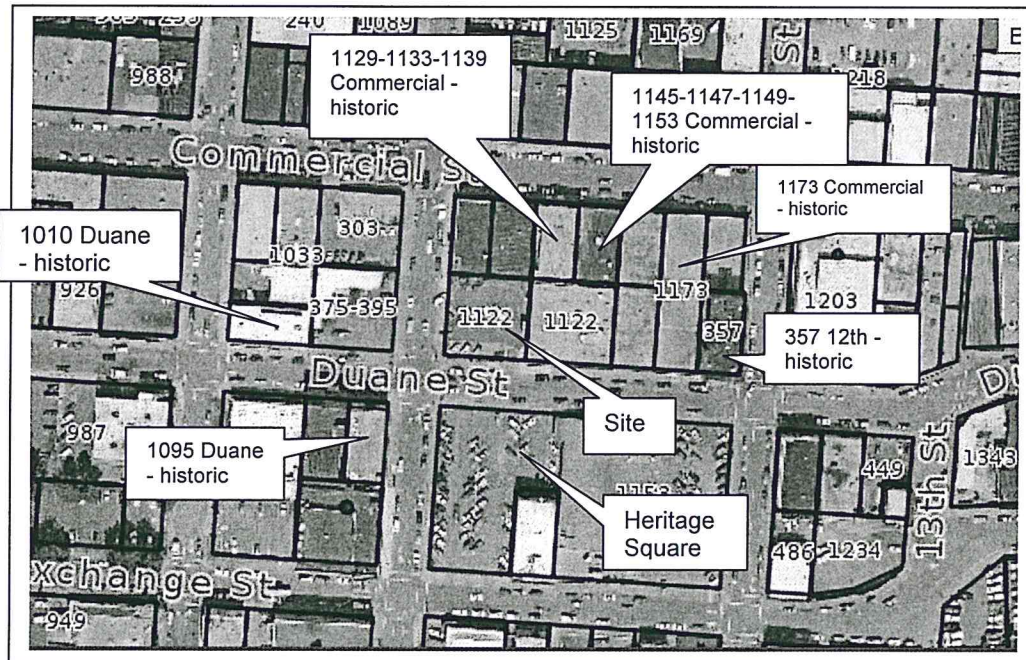 240
1089
1125
1169
St
E
988
1218
1129-1133-1139
Commercial -
historic
1145-1147-1149-
1153 Commercial -
historic
Commercial St
1173 Commercial
- historic
1010 Duane
- historic
303
1033
926
375-395
1122
1122
1173
357
1203
357 12th -
historic
Duane St
Site
987
1095 Duane
- historic
449
1343
13th St
Heritage
Square
486
1234
xchange St
949